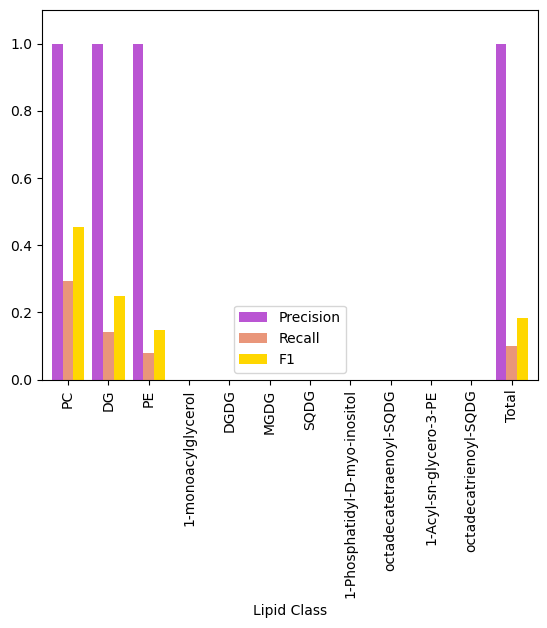 1.0
0.8
0.6
0.4
0.2
0.0
Precision
Recall
F1
PC
DG
PE
1-monoacylglycerol
DGDG
MGDG
SQDG
1-Phosphatidyl-D-myo-inositol
octadecatetraenoyl-SQDG
1-Acyl-sn-glycero-3-PE
octadecatrienoyl-SQDG
Total
Lipid Class